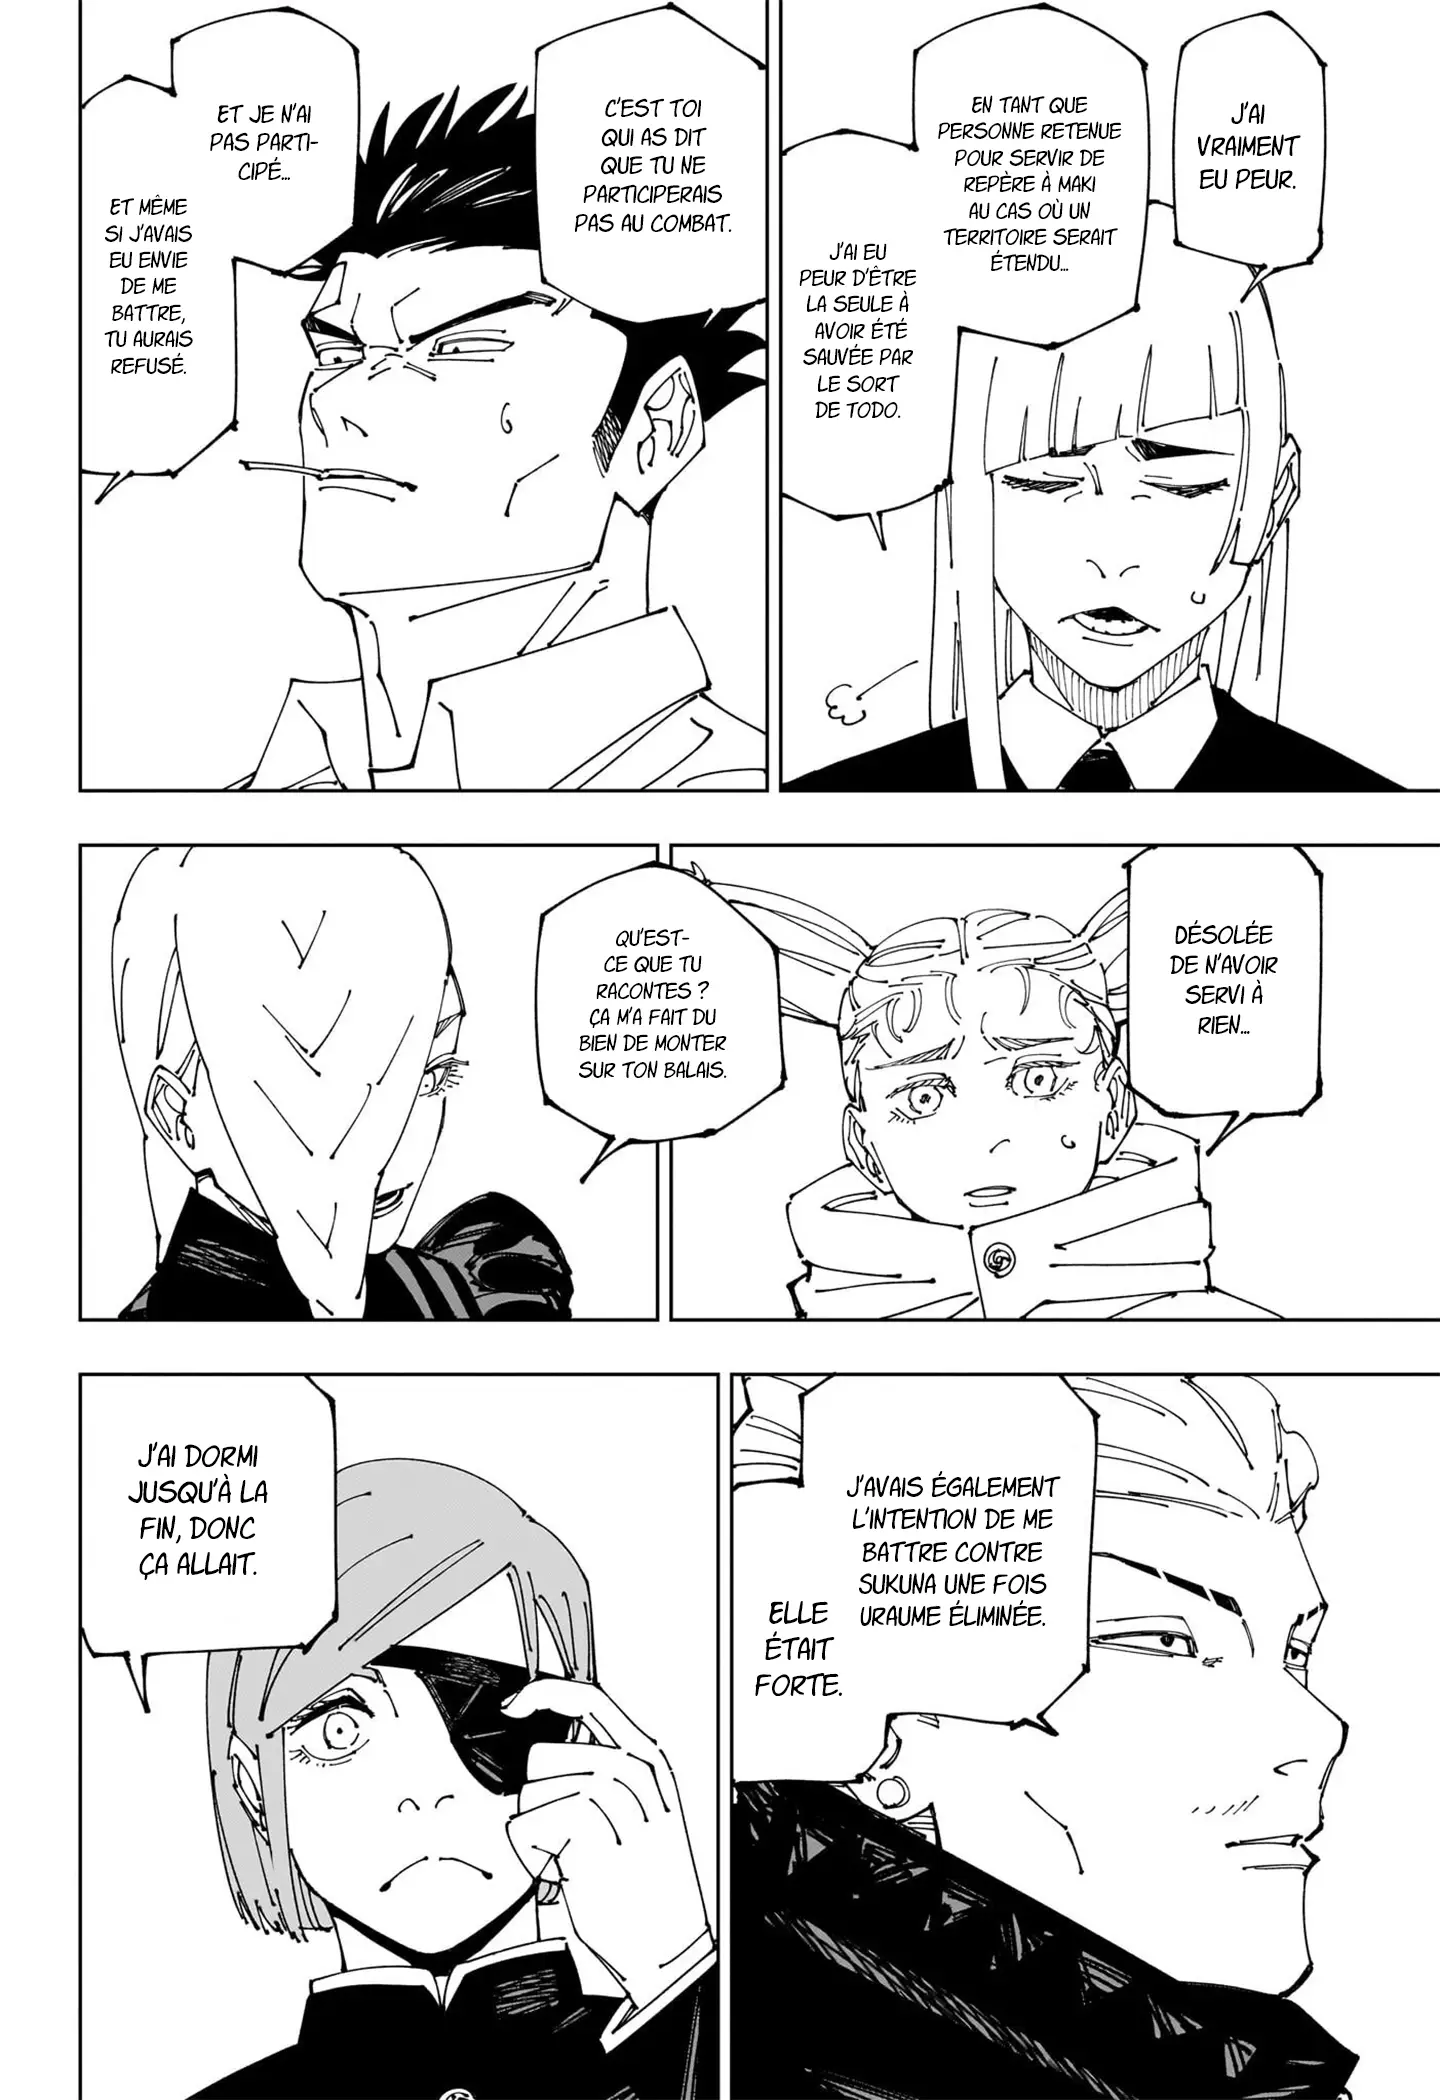 J'AI
VRAIMENT
EU PEUR.
EN TANT QUE
PERSONNE RETENUE
POUR SERVIR DE
REPÈRE À MAKI
AU CAS OÙ UN
TERRITOIRE SERAIT
ÉTENDU...
J'AI EU
PEUR D'ÊTRE
LA SEULE À
AVOIR ÉTÉ
SAUVÉE PAR
LE SORT
DE TODO.
C'EST TOI
QUI AS DIT
QUE TU NE
PARTICIPERAIS
PAS AU COMBAT.
ET JE N'AI
PAS PARTI-
CIPÉ...
ET MÊME
SI J'AVAIS
EU ENVIE
DE ME
BATTRE,
TU AURAIS
REFUSÉ.
DÉSOLÉE
DE N'AVOIR
SERVI À
RIEN...
QU'EST-
CE QUE TU
RACONTES ?
ÇA M'A FAIT DU
BIEN DE MONTER
SUR TON BALAIS.
J'AVAIS ÉGALEMENT
L'INTENTION DE ME
BATTRE CONTRE
SUKUNA UNE FOIS
URAUME ÉLIMINÉE.
ELLE
ÉTAIT
FORTE.
J'AI DORMI
JUSQU'À LA
FIN, DONC
ÇA ALLAIT.